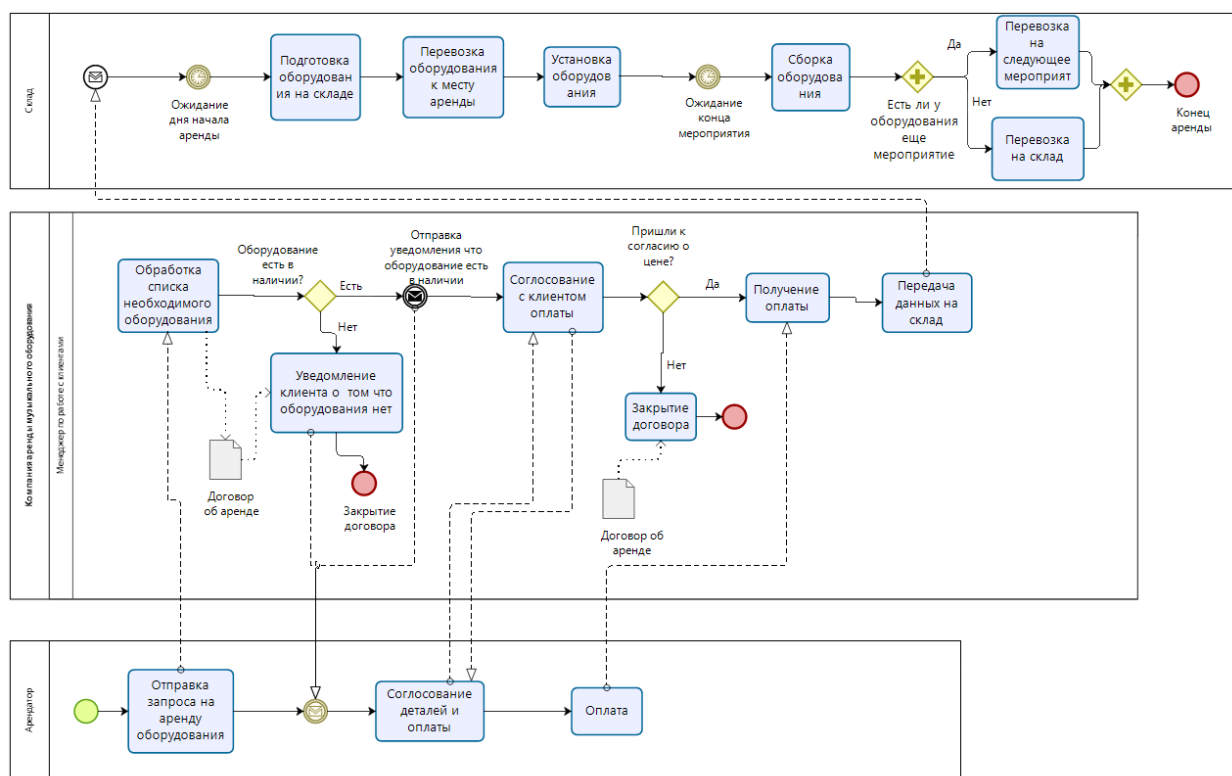 Склад
Ожидание
дня начала
аренды
Подготовка
оборудован
ия на складе
Перевозка
оборудования
к месту
аренды
Установка
оборудов
ания
Ожидание
конца
мероприятия
Сборка
оборудова
ния
Есть ли у
оборудования
еще
мероприятие
Да
Нет
Перевозка
на
следующее
мероприят
Перевозка
на склад
Конец
аренды
Компания аренды музыкального оборудования
Менеджер по работе с клиентами
Обработка
списка
необходимого
оборудования
Оборудование
есть в
наличии?
Есть
Нет
Отправка
уведомления что
оборудование есть
в наличии
Уведомление
клиента о том что
оборудования нет
Договор
об аренде
Закрытие
договора
Соглосование
с клиентом
оплаты
Пришли к
согласию о
цене?
Да
Нет
Закрытие
договора
Договор об
аренде
Получение
оплаты
Передача
данных на
склад
Арендатор
Отправка
запроса на
аренду
оборудования
Соглосование
деталей и
оплаты
Оплата